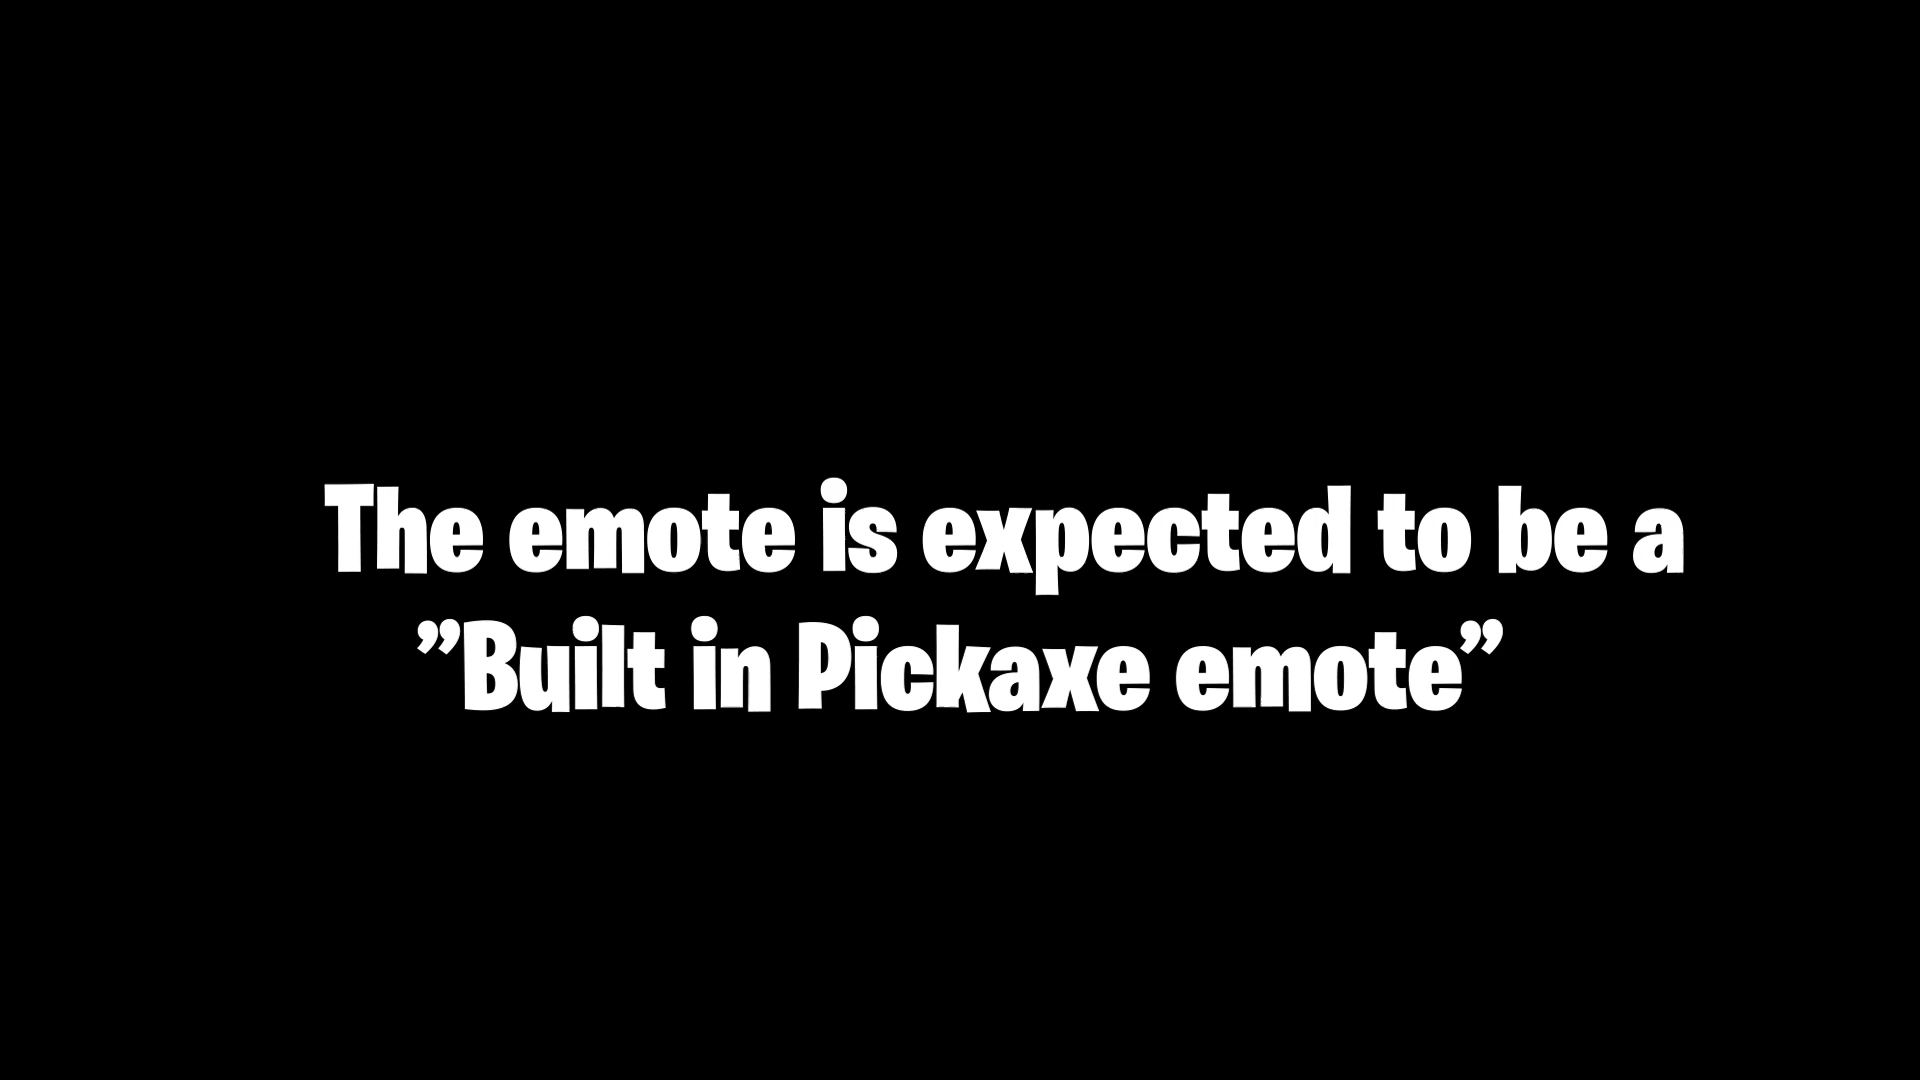 The emote is expected to be a
”Built in Pickaxe emote”